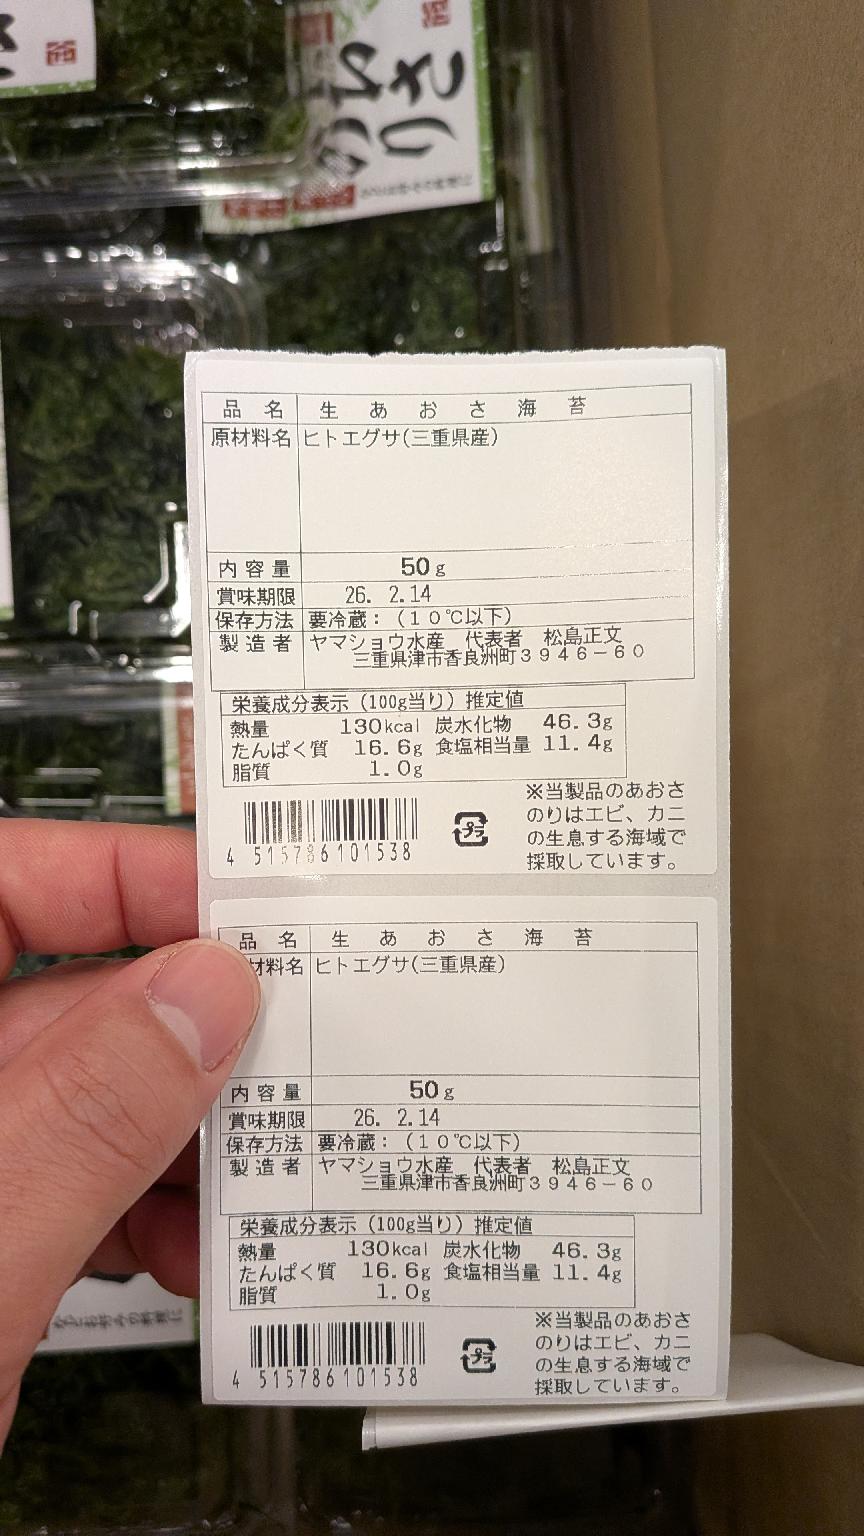 さお
のり
品名 生あおさ海苔
原材料名 ヒトエグサ(三重県産)
内容量 50g
賞味期限 26. 2.14
保存方法 要冷蔵：（１０℃以下）
製造者 ヤマショウ水産 代表者 松島正文
三重県津市香良洲町３９４６－６０
栄養成分表示（100g当り）推定値
熱量 130kcal 炭水化物 46.3g
たんぱく質 16.6g 食塩相当量 11.4g
脂質 1.0g
※当製品のあおさ
のりはエビ、カニ
の生息する海域で
採取しています。
プラ
4 515786 101538
品名 生あおさ海苔
材料名 ヒトエグサ(三重県産)
内容量 50g
賞味期限 26. 2.14
保存方法 要冷蔵：（１０℃以下）
製造者 ヤマショウ水産 代表者 松島正文
三重県津市香良洲町３９４６－６０
栄養成分表示（100g当り）推定値
熱量 130kcal 炭水化物 46.3g
たんぱく質 16.6g 食塩相当量 11.4g
脂質 1.0g
※当製品のあおさ
のりはエビ、カニ
の生息する海域で
採取しています。
プラ
4 515786 101538